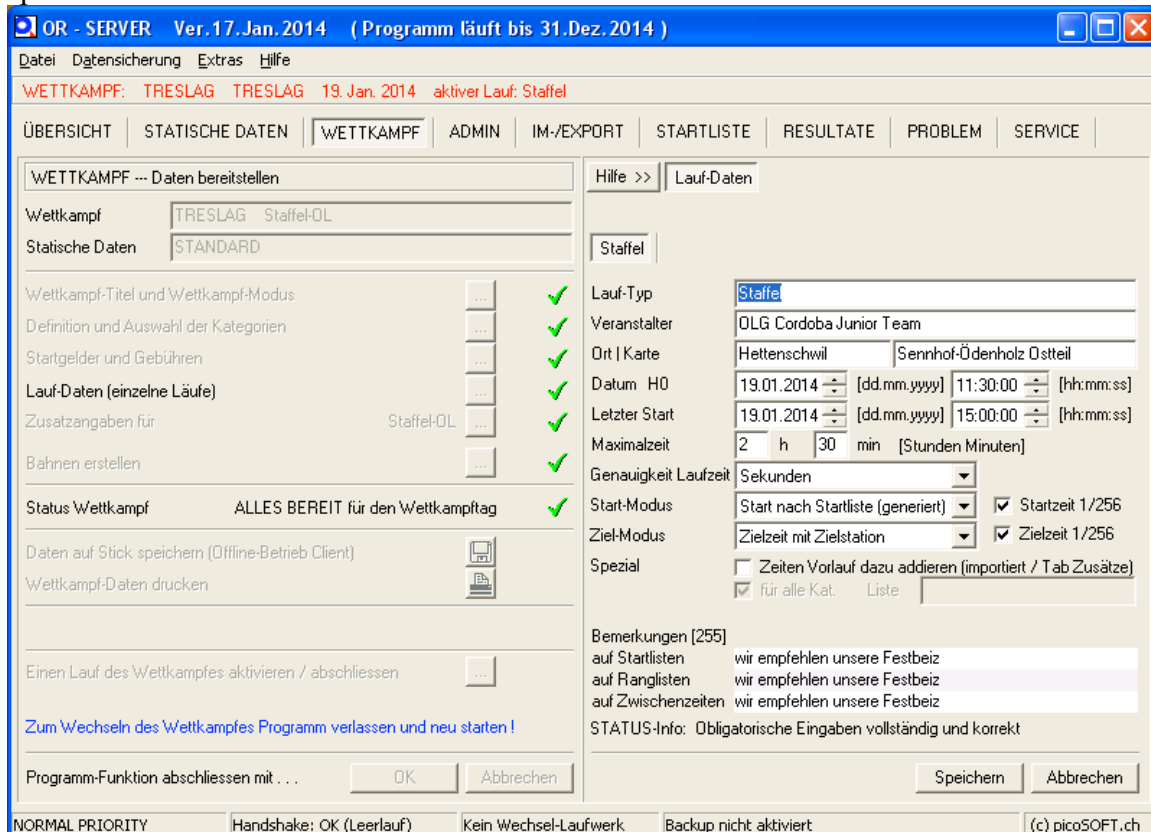 OR - SERVER Ver.17.Jan.2014 ( Programm läuft bis 31.Dez.2014 )
Datei Datensicherung Extras Hilfe
WETTKAMPF: TRESLAG TRESLAG 19. Jan. 2014 aktiver Lauf: Staffel
ÜBERSICHT STATISCHE DATEN WETTKAMPF ADMIN IM-/EXPORT STARTLISTE RESULTATE PROBLEM SERVICE
WETTKAMPF --- Daten bereitstellen
Wettkampf TRESLAG Staffel-OL
Statische Daten STANDARD
Wettkampf-Titel und Wettkampf-Modus ...
Definition und Auswahl der Kategorien ...
Startgelder und Gebühren ...
Lauf-Daten (einzelne Läufe) ...
Zusatzangaben für Staffel-OL ...
Bahnen erstellen ...
Status Wettkampf ALLES BEREIT für den Wettkampftag
Daten auf Stick speichern (Offline-Betrieb Client)
Wettkampf-Daten drucken
Einen Lauf des Wettkampfes aktivieren / abschliessen ...
Zum Wechseln des Wettkampfes Programm verlassen und neu starten !
Programm-Funktion abschliessen mit . . . OK Abbrechen
Hilfe >> Lauf-Daten
Staffel
Lauf-Typ Staffel
Veranstalter OLG Cordoba Junior Team
Ort | Karte Hettenschwil Sennhof-Ödenholz Ostteil
Datum H0 19.01.2014 [dd.mm.yyyy] 11:30:00 [hh:mm:ss]
Letzter Start 19.01.2014 [dd.mm.yyyy] 15:00:00 [hh:mm:ss]
Maximalzeit 2 h 30 min [Stunden Minuten]
Genauigkeit Laufzeit Sekunden
Start-Modus Start nach Startliste (generiert) Startzeit 1/256
Ziel-Modus Zielzeit mit Zielstation Zielzeit 1/256
Spezial Zeiten Vorlauf dazu addieren (importiert / Tab Zusätze)
für alle Kat. Liste
Bemerkungen [255]
auf Startlisten wir empfehlen unsere Festbeiz
auf Ranglisten wir empfehlen unsere Festbeiz
auf Zwischenzeiten wir empfehlen unsere Festbeiz
STATUS-Info: Obligatorische Eingaben vollständig und korrekt
Speichern Abbrechen
NORMAL PRIORITY Handshake: OK (Leerlauf) Kein Wechsel-Laufwerk Backup nicht aktiviert (c) picoSOFT.ch